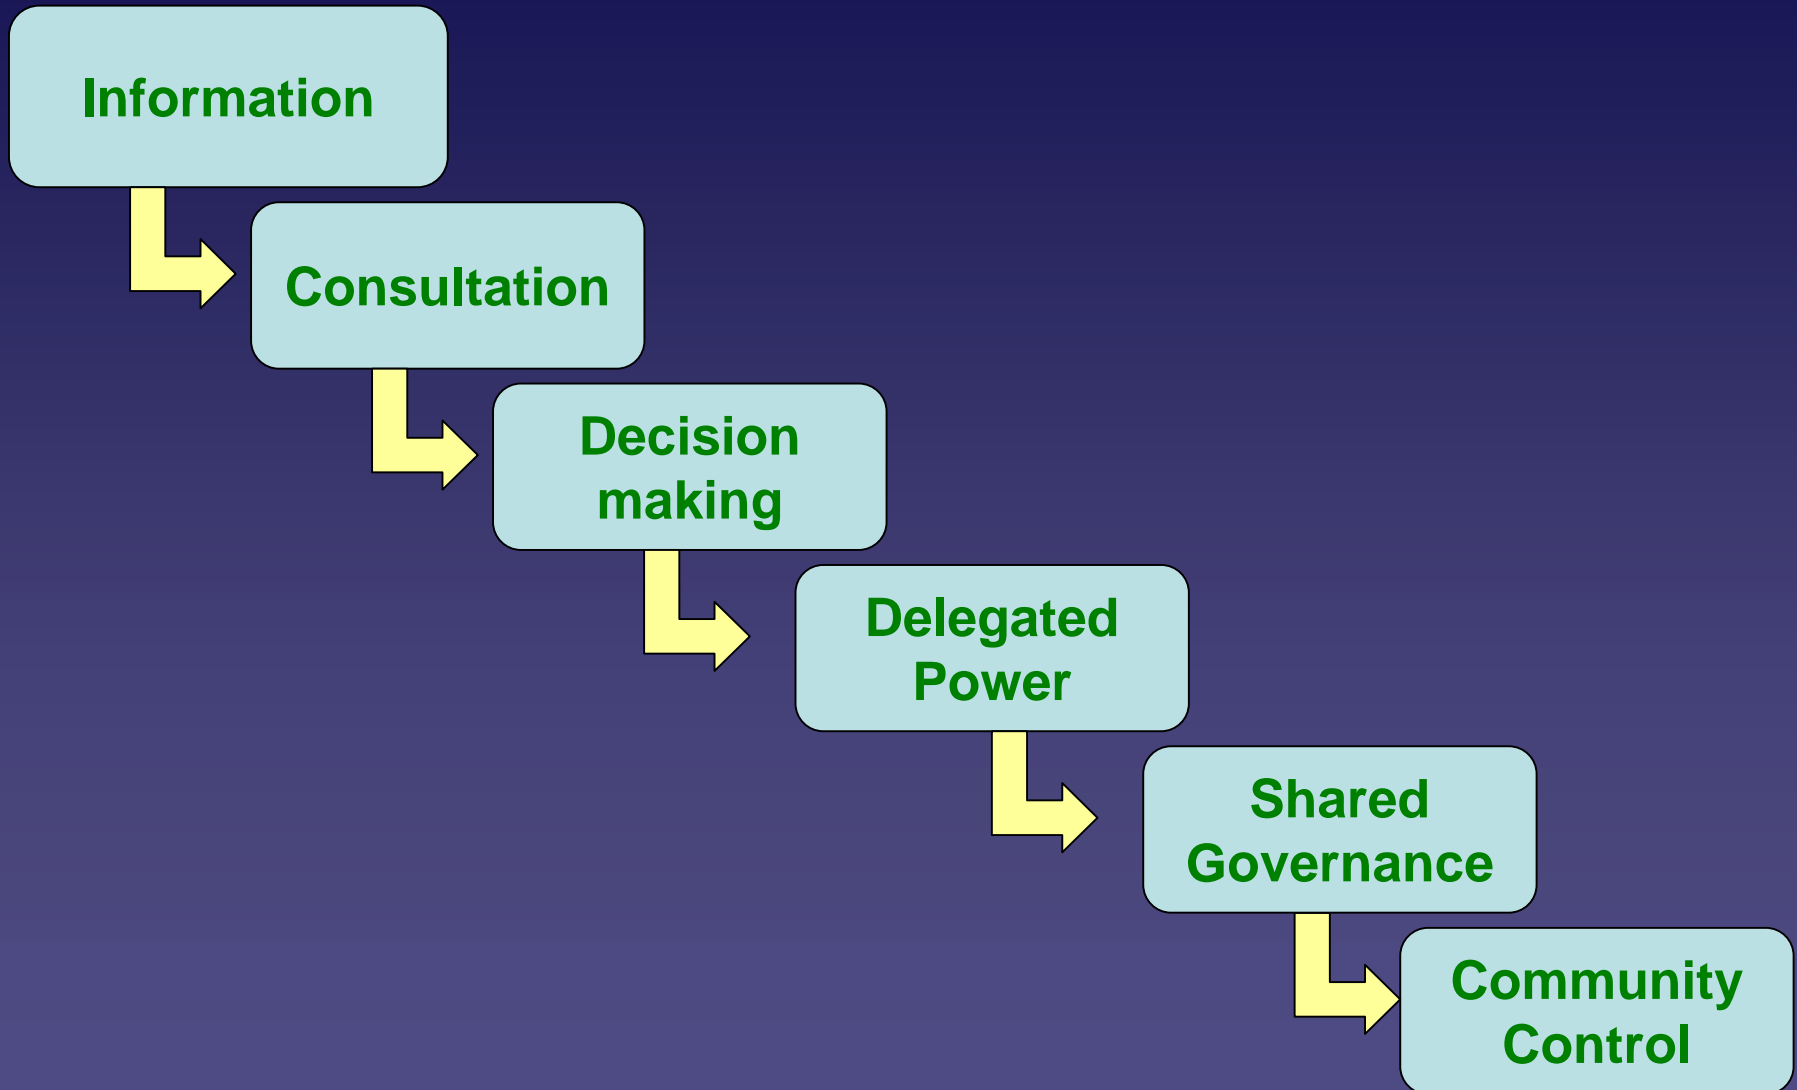 Information
Consultation
Decision
making
Delegated
Power
Shared
Governance
Community
Control